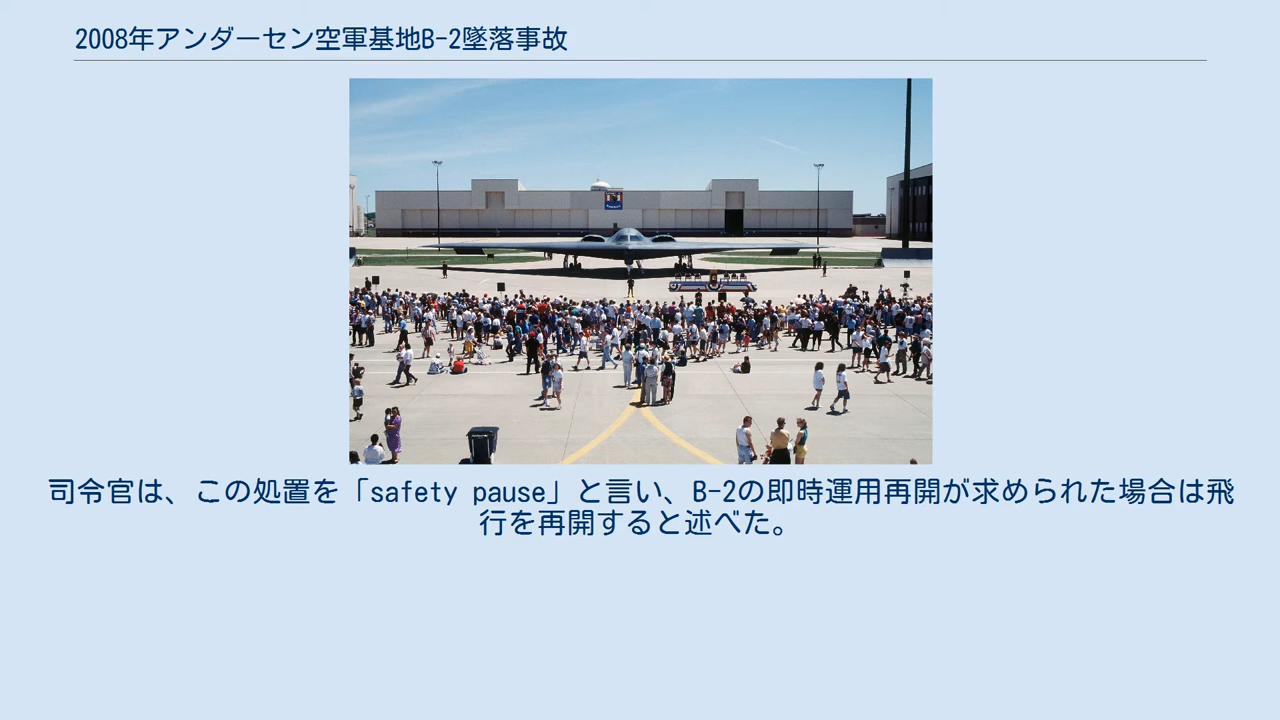 2008年アンダーセン空軍基地B-2墜落事故
司令官は、この処置を「safety pause」と言い、B-2の即時運用再開が求められた場合は飛
行を再開すると述べた。